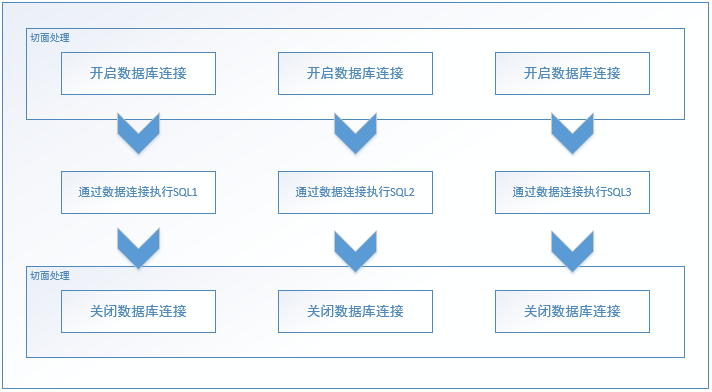 切面处理
开启数据库连接
开启数据库连接
开启数据库连接
通过数据连接执行SQL1
通过数据连接执行SQL2
通过数据连接执行SQL3
切面处理
关闭数据库连接
关闭数据库连接
关闭数据库连接